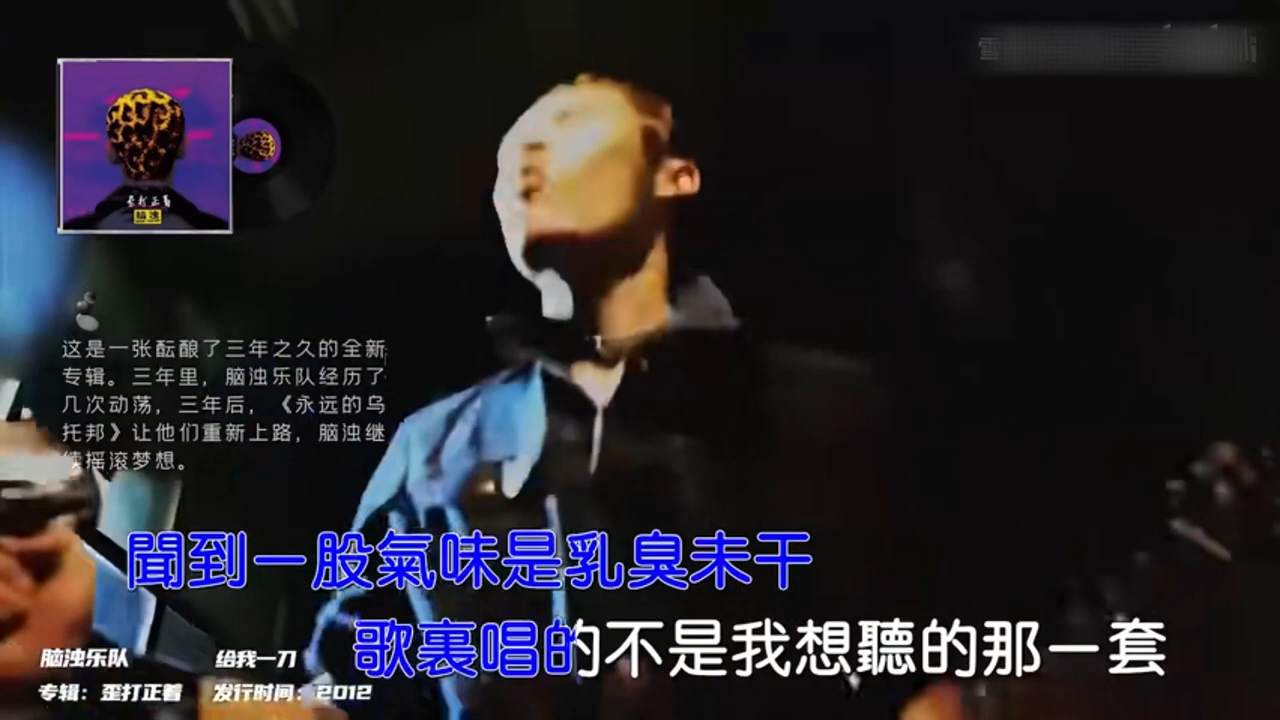 歪打正着
脑浊
这是一张酝酿了三年之久的全新
专辑。三年里，脑浊乐队经历了
几次动荡，三年后，《永远的乌
托邦》让他们重新上路，脑浊继
续摇滚梦想。
聞到一股氣味是乳臭未干
歌裏唱的不是我想聽的那一套
脑浊乐队 给我一刀
专辑：歪打正着 发行时间：2012